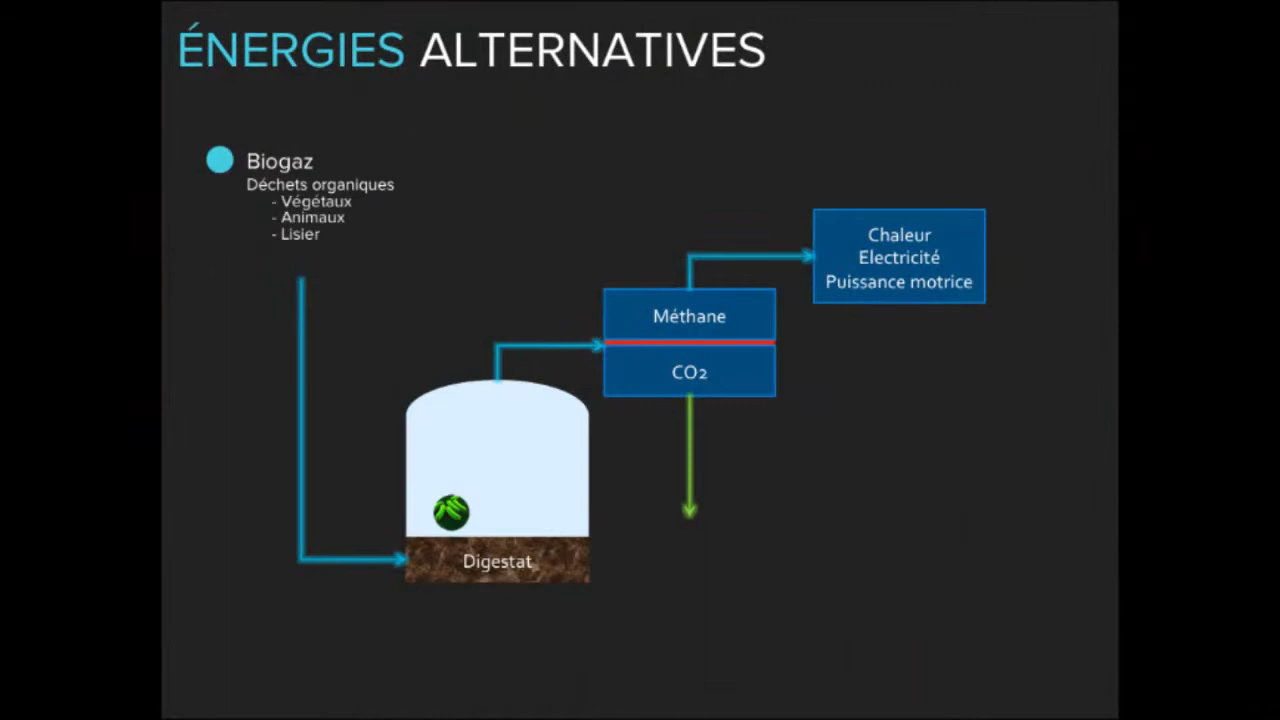 ÉNERGIES ALTERNATIVES
Biogaz
Déchets organiques
- Végétaux
- Animaux
- Lisier
Chaleur
Electricité
Puissance motrice
Méthane
CO2
Digestat